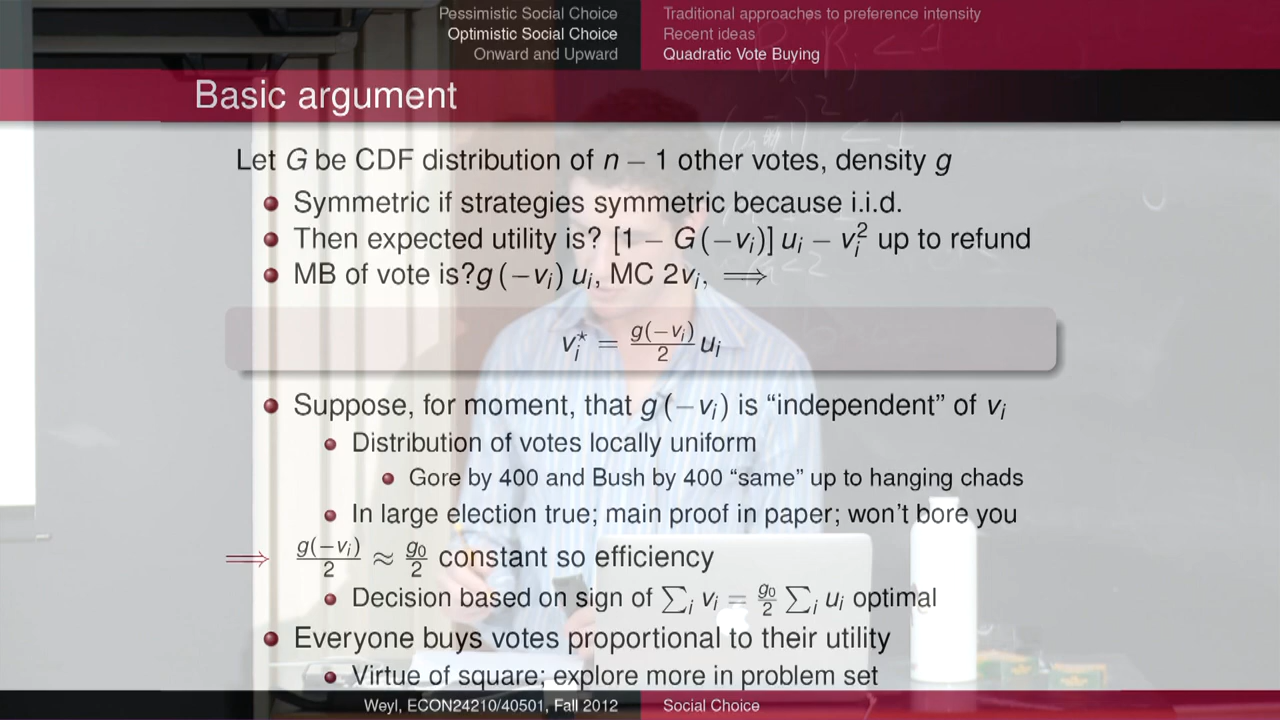 Pessimistic Social Choice
Optimistic Social Choice
Onward and Upward
Traditional approaches to preference intensity
Recent ideas
Quadratic Vote Buying
Basic argument
Let G be CDF distribution of n − 1 other votes, density g
Symmetric if strategies symmetric because i.i.d.
Then expected utility is? [1 − G(−v_i)] u_i − v_i^2 up to refund
MB of vote is?g(−v_i) u_i, MC 2v_i, ⟹
v_i^⋆ = \frac{g(−v_i)}{2} u_i
Suppose, for moment, that g(−v_i) is “independent” of v_i
Distribution of votes locally uniform
Gore by 400 and Bush by 400 “same” up to hanging chads
In large election true; main proof in paper; won’t bore you
⟹ \frac{g(−v_i)}{2} ≈ \frac{g_0}{2} constant so efficiency
Decision based on sign of ∑_i v_i = \frac{g_0}{2} ∑_i u_i optimal
Everyone buys votes proportional to their utility
Virtue of square; explore more in problem set
Weyl, ECON24210/40501, Fall 2012
Social Choice